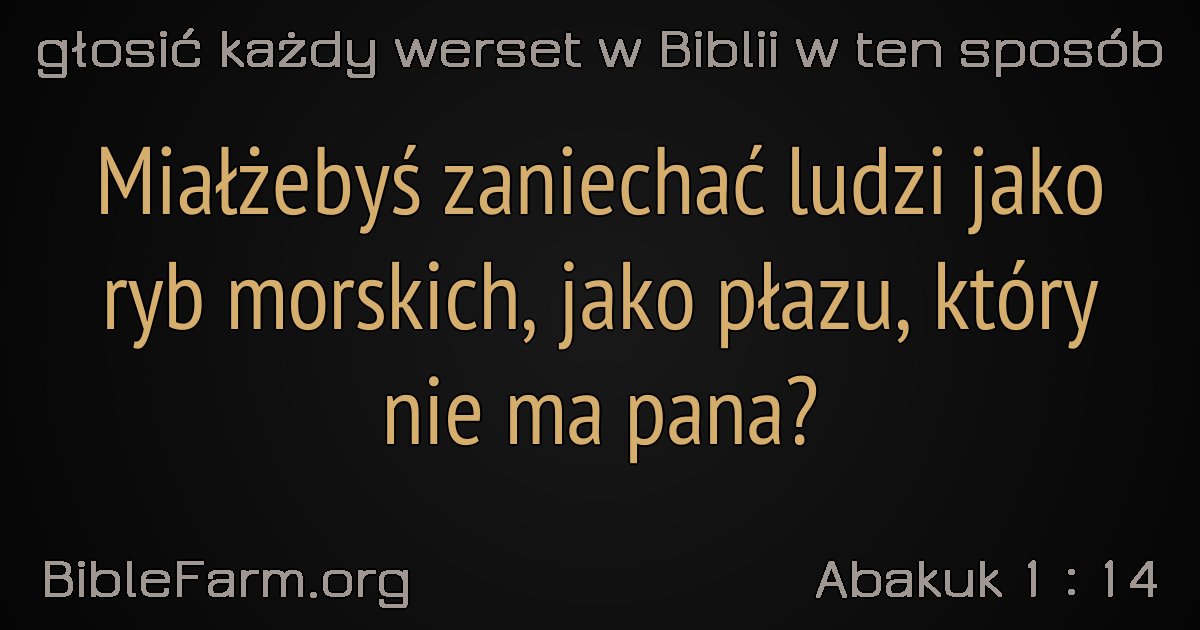 głosić każdy werset w Biblii w ten sposób
Miałżebyś zaniechać ludzi jako
ryb morskich, jako płazu, który
nie ma pana?
BibleFarm.org
Abakuk 1 : 14